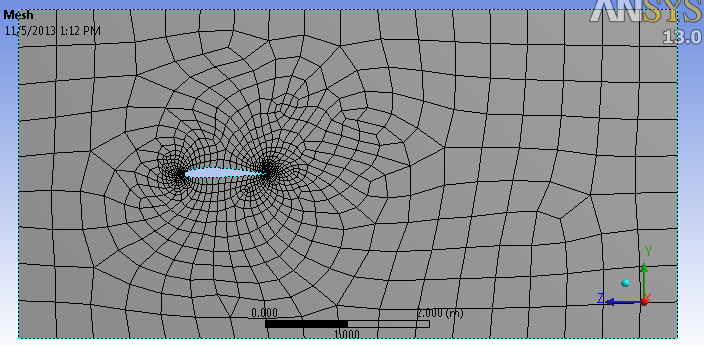 Mesh
11/5/2013 1:12 PM
ANSYS
13.0
Y
Z
X
0.000
2.000 (m)
1.000